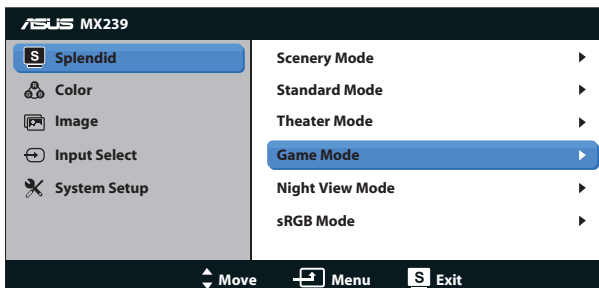 ASUS MX239
S Splendid
Color
Image
Input Select
System Setup
Scenery Mode
Standard Mode
Theater Mode
Game Mode
Night View Mode
sRGB Mode
Move Menu S Exit